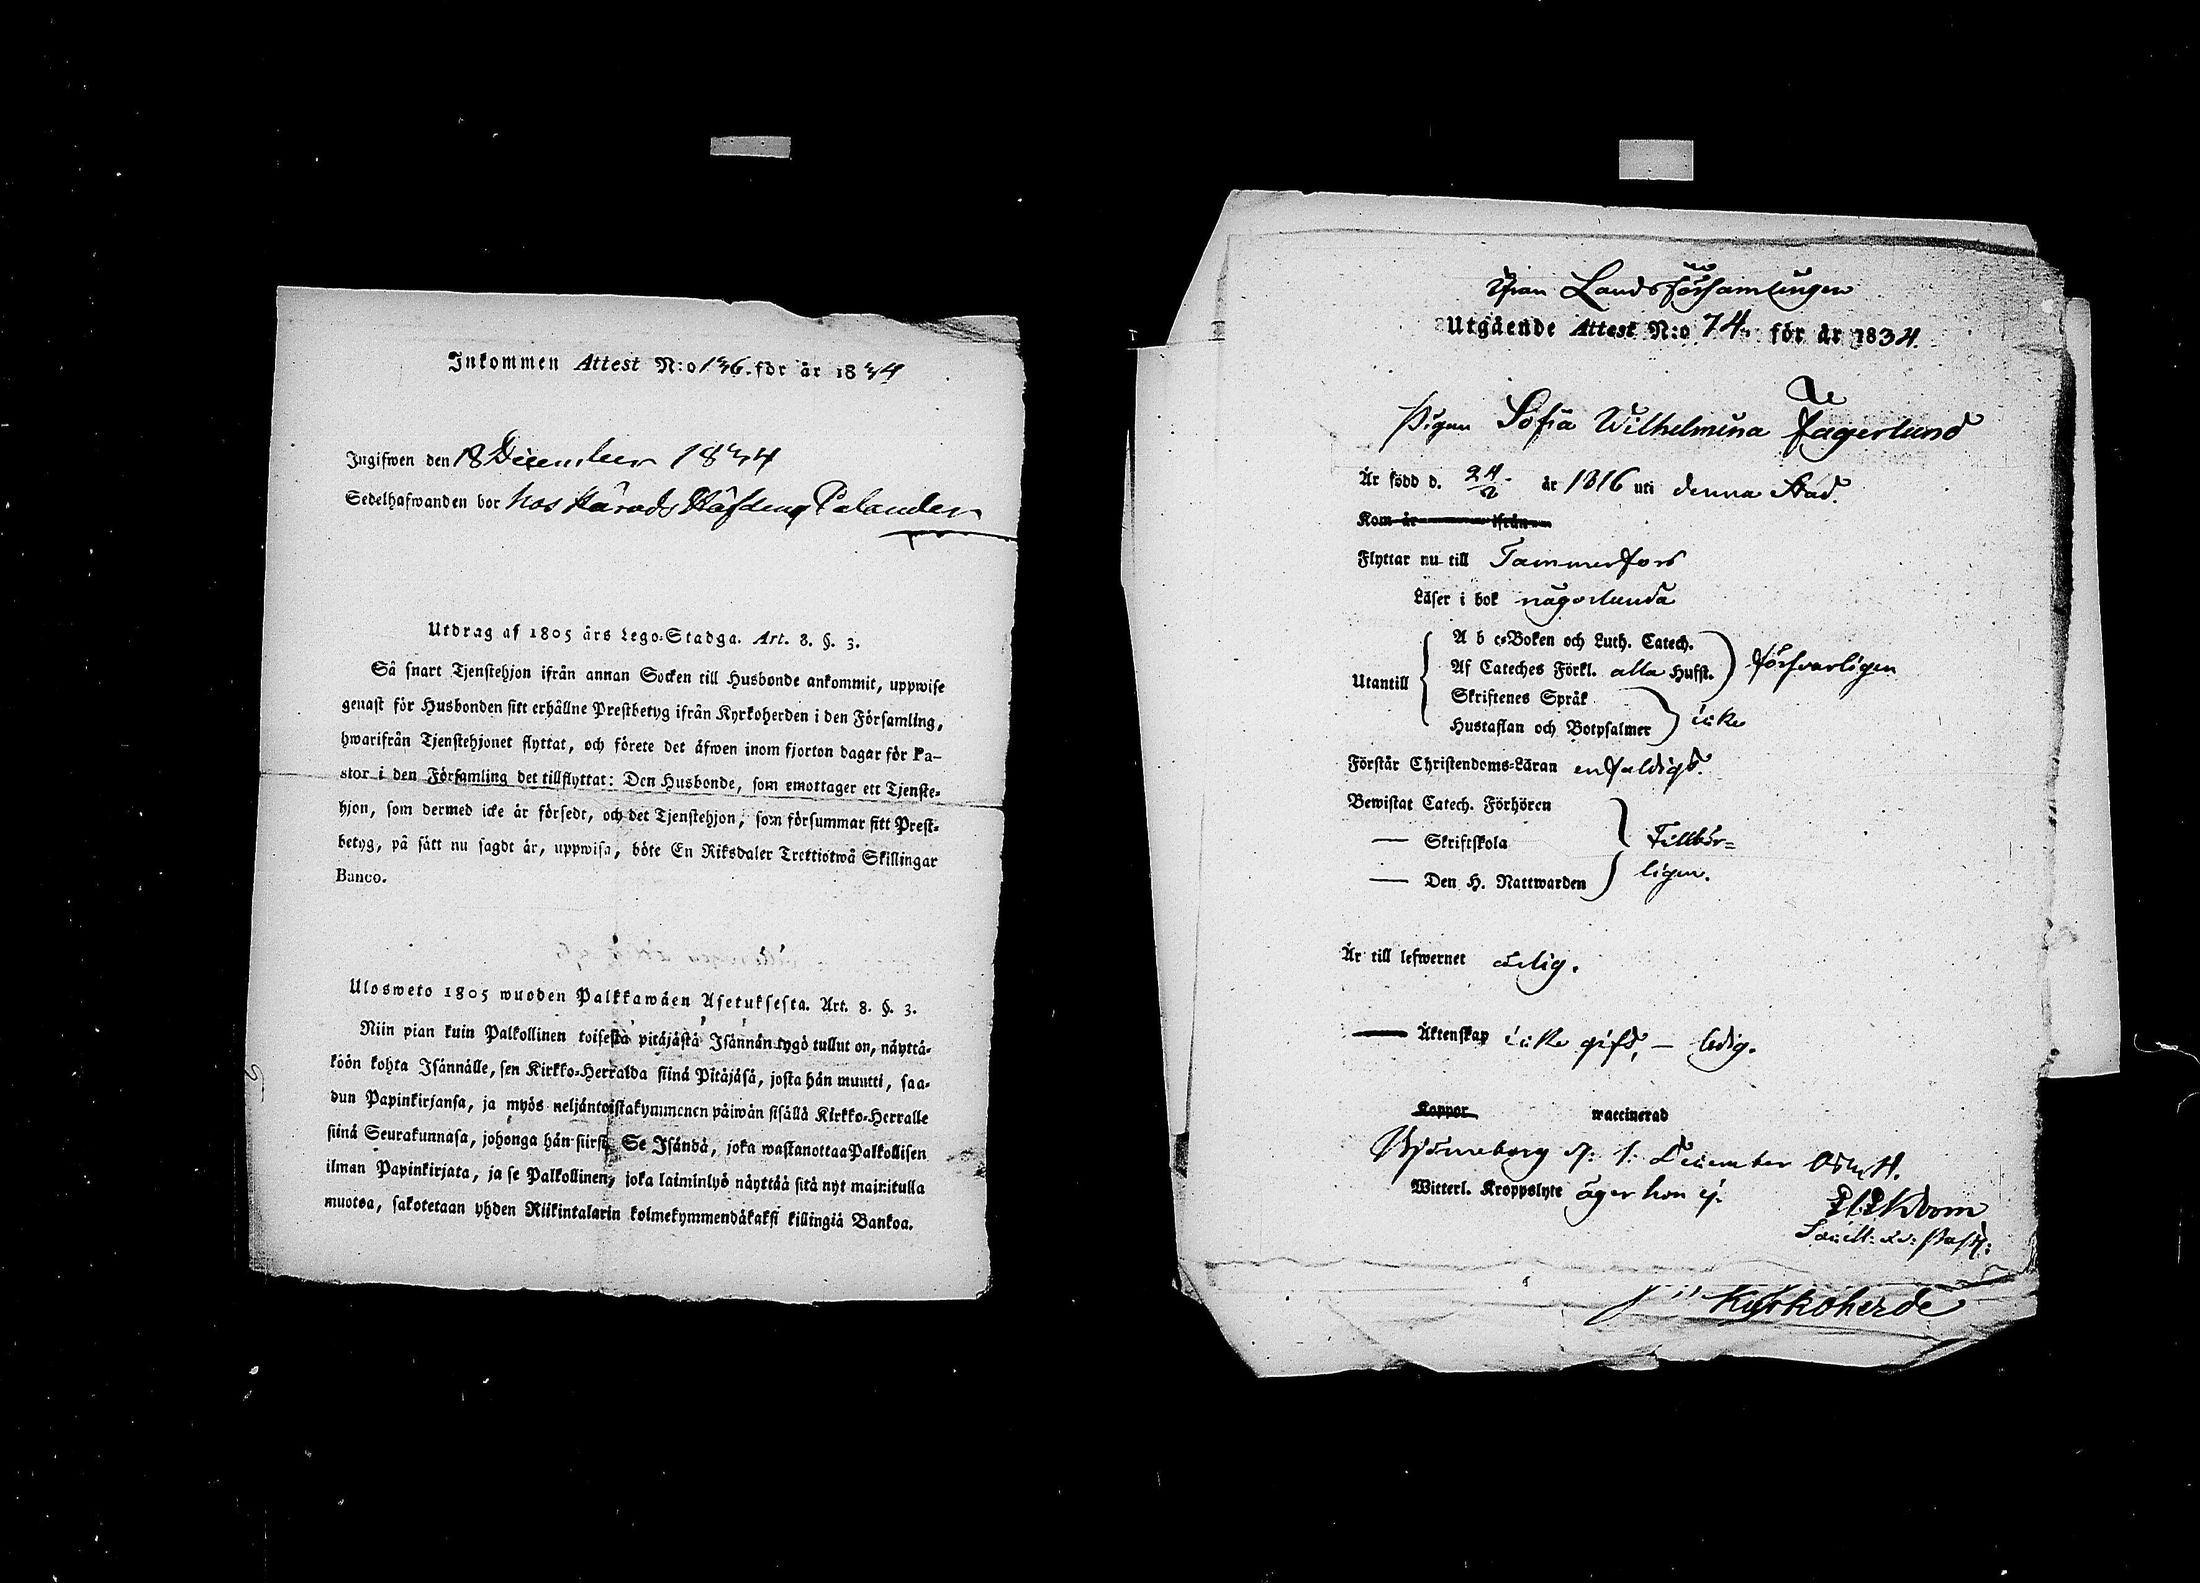 Inkommen Attest N:o 136. för år 1834
Ingifwen den 18 December 1834
Sedelhafwanden bor hos Härads Höfding Palander
Utdrag af 1805 års Lego-Stadga. Art. 8. §. 3.
Så snart Tjenstehjon ifrån annan Socken till Husbonde ankommit, uppwise
genast för Husbonden sitt erhållne Prestbetyg ifrån Kyrkoherden i den Församling,
hwarifrån Tjenstehjonet flyttat, och förete det äfwen inom fjorton dagar för Pa-
stor i den Församling det tillflyttat: Den Husbonde, som emottager ett Tjenste-
hjon, som dermed icke är försedt, och det Tjenstehjon, som försummar sitt Prest-
betyg, på sätt nu sagdt är, uppwisa, böte En Riksdaler Trettiotwå Skillingar
Banco.
Ulosweto 1805 wuoden Palkkawäen Asetuksesta. Art. 8. §. 3.
Niin pian kuin Palkollinen toisesta pitäjästä Isännän tygö tullut on, näyttä-
köön kohta Isännälle, sen Kirkko-Herralda siinä Pitäjäsä, josta hän muutti, saa-
dun Papinkirjansa, ja myös neljäntoistakymmenen päiwän sisällä Kirkko-Herralle
siinä Seurakunnasa, johonga hän siirsi, Se Isändä, joka wastanottaa Palkollisen
ilman Papinkirjata, ja se Palkollinen, joka laiminlyö näyttää sitä nyt mainitulla
muotoa, sakotetaan yhden Riikintalarin kolmekymmendäkaksi killingiä Bankoa.
Från Landsförsamlingen
Utgående Attest N:o 74. för år 1834.
Pigan Sofia Wilhelmina Fagerlund
Är född d. 24/2 år 1816 uti denna Stad.
Kom år ifrån
Flyttar nu till Tammerfors
Läser i bok någorlunda
A b c-Boken och Luth. Catech.
Af Cateches Förkl. alla Hufst. försvarligen
Utantill
Skriftenes Språk
Hustaflan och Botpsalmer icke
Förstår Christendoms-Läran enfaldigt.
Bewistat Catech. Förhören
— Skriftskola Tillbör=
— Den H. Nattwarden ligen.
Är till lefwernet ärlig.
— Äktenskap icke gift, — ledig.
Koppor waccinerad
Björneborg d. 1. December 1834.
Witterl. Kroppslyte äger hon ej.
Kyrkoherde